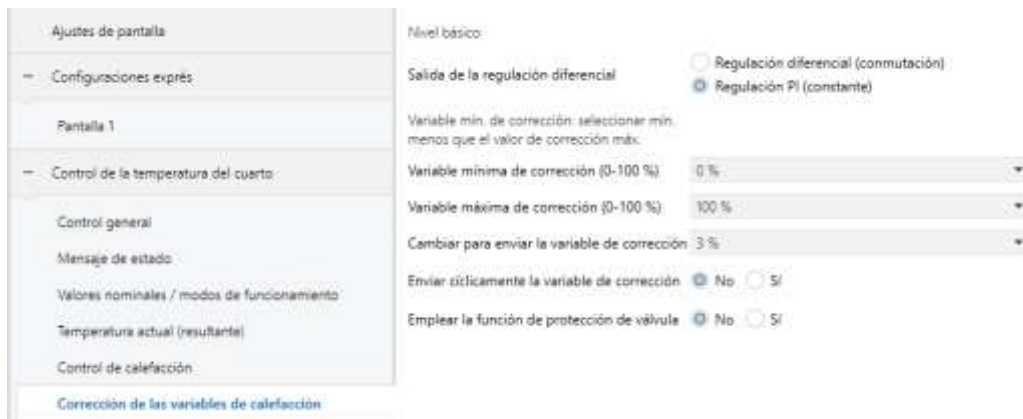 Ajustes de pantalla
– Configuraciones exprés
Pantalla 1
– Control de la temperatura del cuarto
Control general
Mensaje de estado
Valores nominales / modos de funcionamiento
Temperatura actual (resultante)
Control de calefacción
Corrección de las variables de calefacción
Nivel básico
Salida de la regulación diferencial
Regulación diferencial (conmutación)
Regulación PI (constante)
Variable mín. de corrección: seleccionar mín.
menos que el valor de corrección máx.
Variable mínima de corrección (0-100 %) 0 %
Variable máxima de corrección (0-100 %) 100 %
Cambiar para enviar la variable de corrección 3 %
Enviar cíclicamente la variable de corrección No Sí
Emplear la función de protección de válvula No Sí